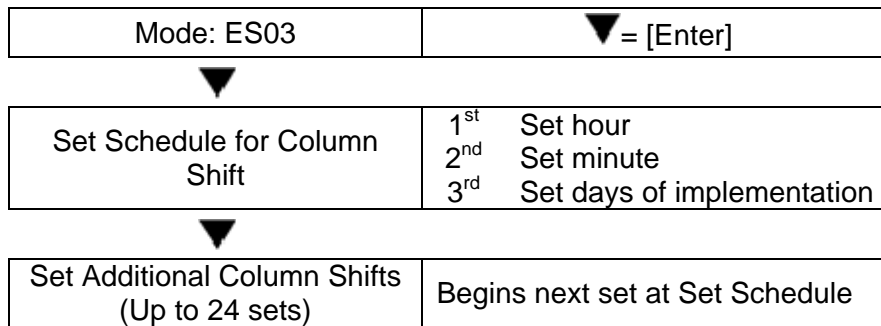 Mode: ES03
▼= [Enter]
Set Schedule for Column
Shift
1st Set hour
2nd Set minute
3rd Set days of implementation
Set Additional Column Shifts
(Up to 24 sets)
Begins next set at Set Schedule